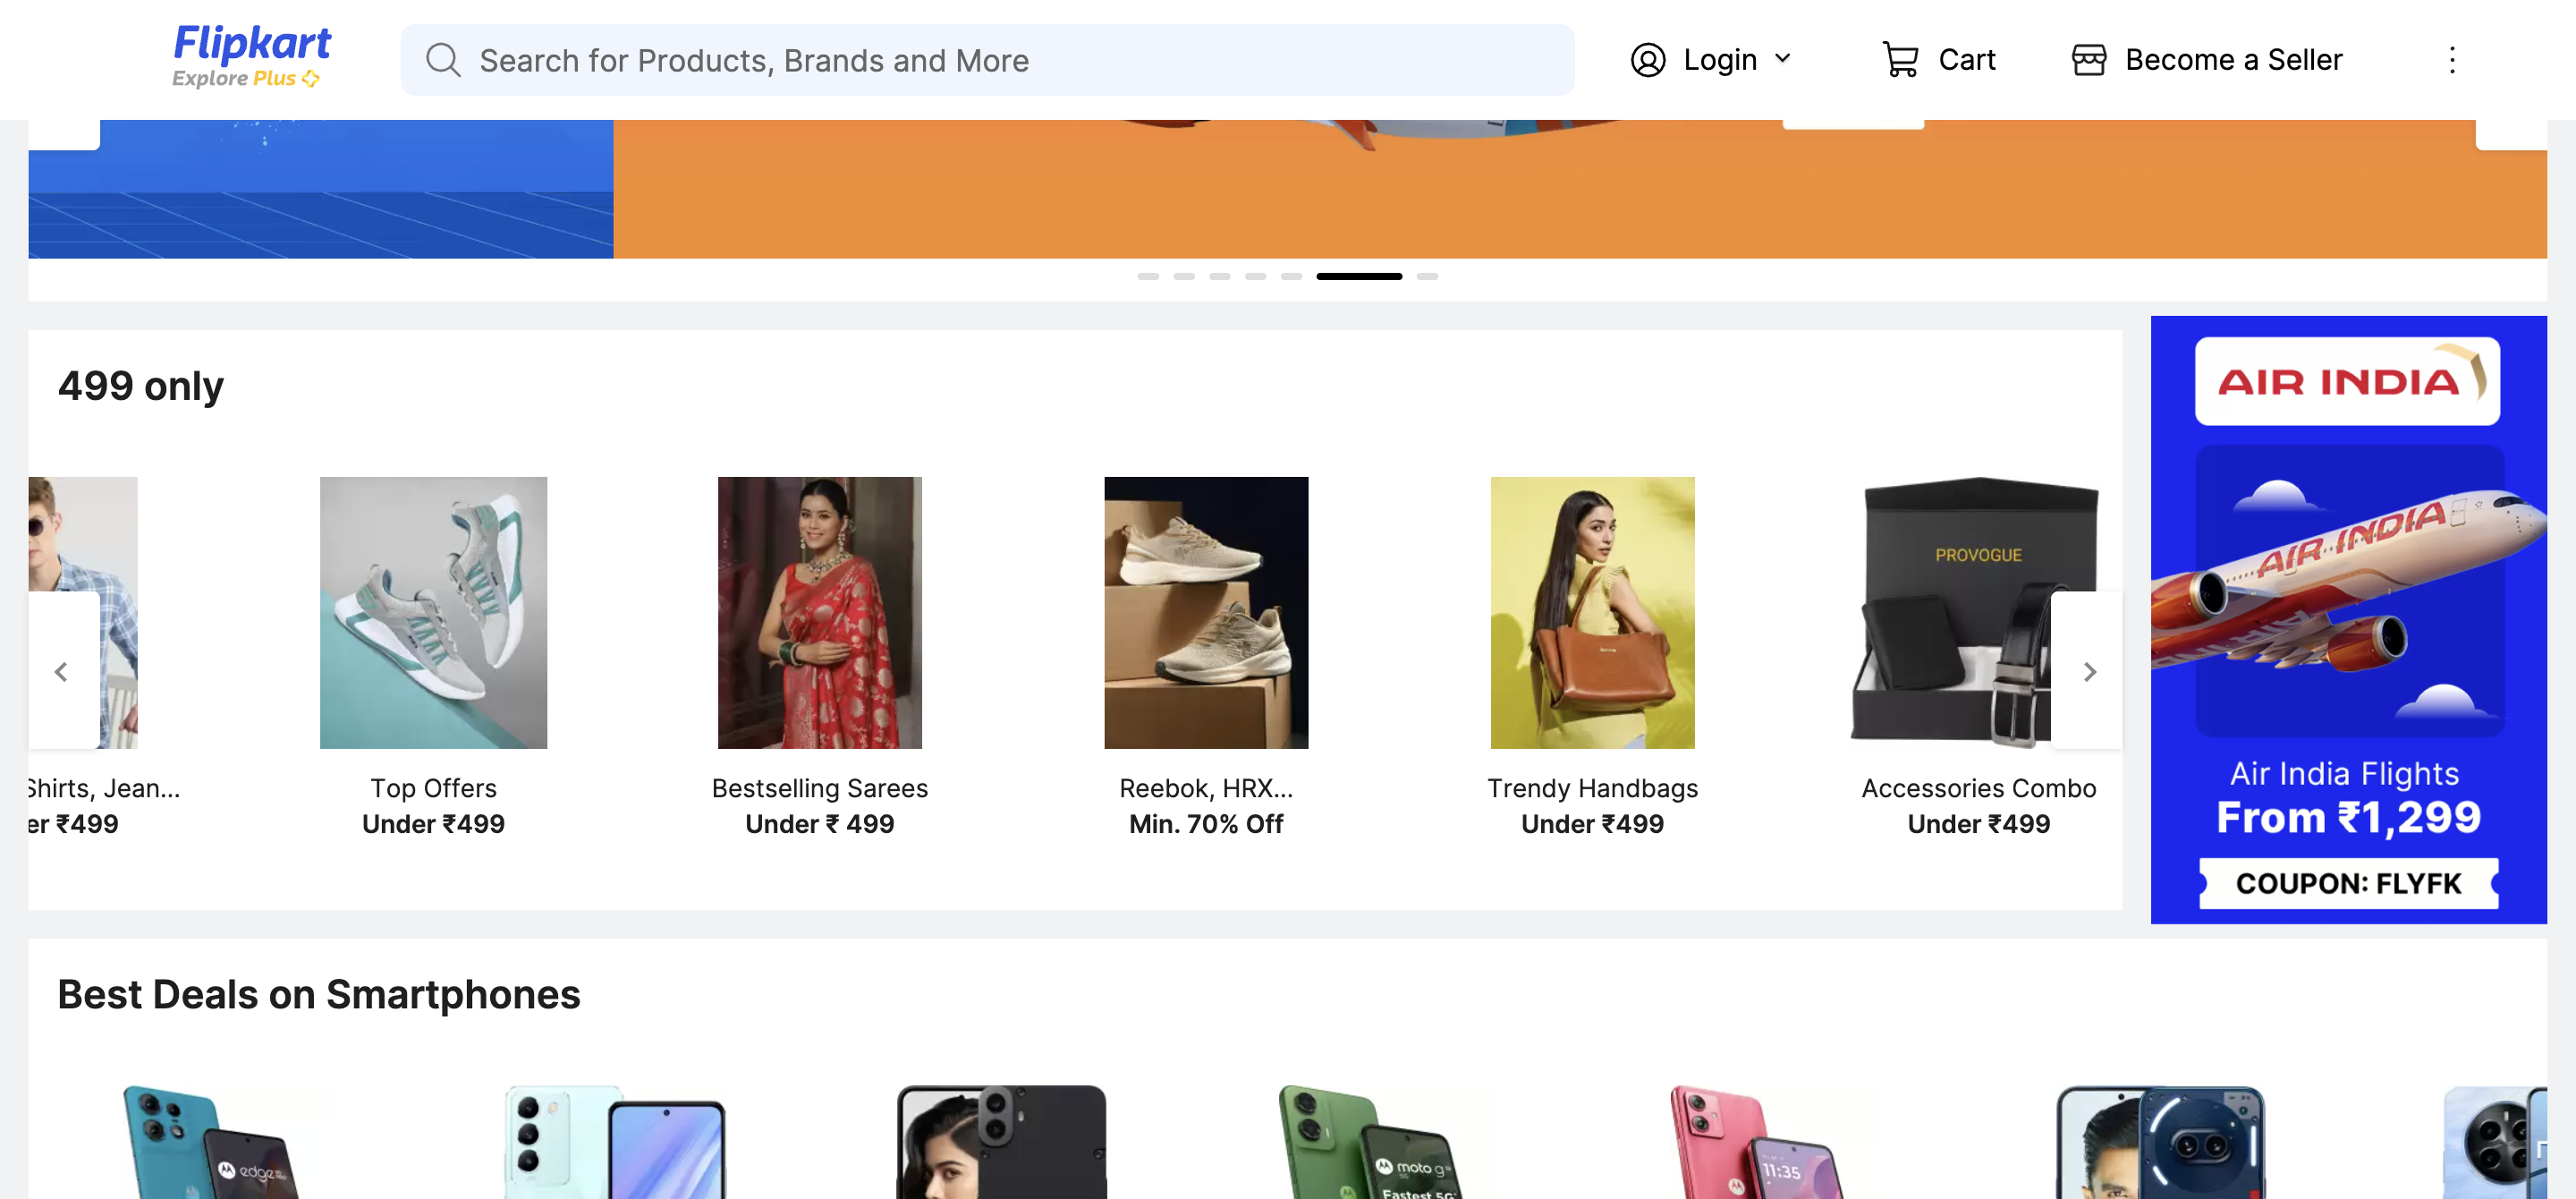 Flipkart
Explore Plus
Search for Products, Brands and More
Login
Cart
Become a Seller
499 only
Shirts, Jean...
er ₹499
Top Offers
Under ₹499
Bestselling Sarees
Under ₹ 499
Reebok, HRX...
Min. 70% Off
Trendy Handbags
Under ₹499
PROVOGUE
Accessories Combo
Under ₹499
AIR INDIA
AIR INDIA
Air India Flights
From ₹1,299
COUPON: FLYFK
Best Deals on Smartphones
edge
moto g
Fastest 5G
11:35